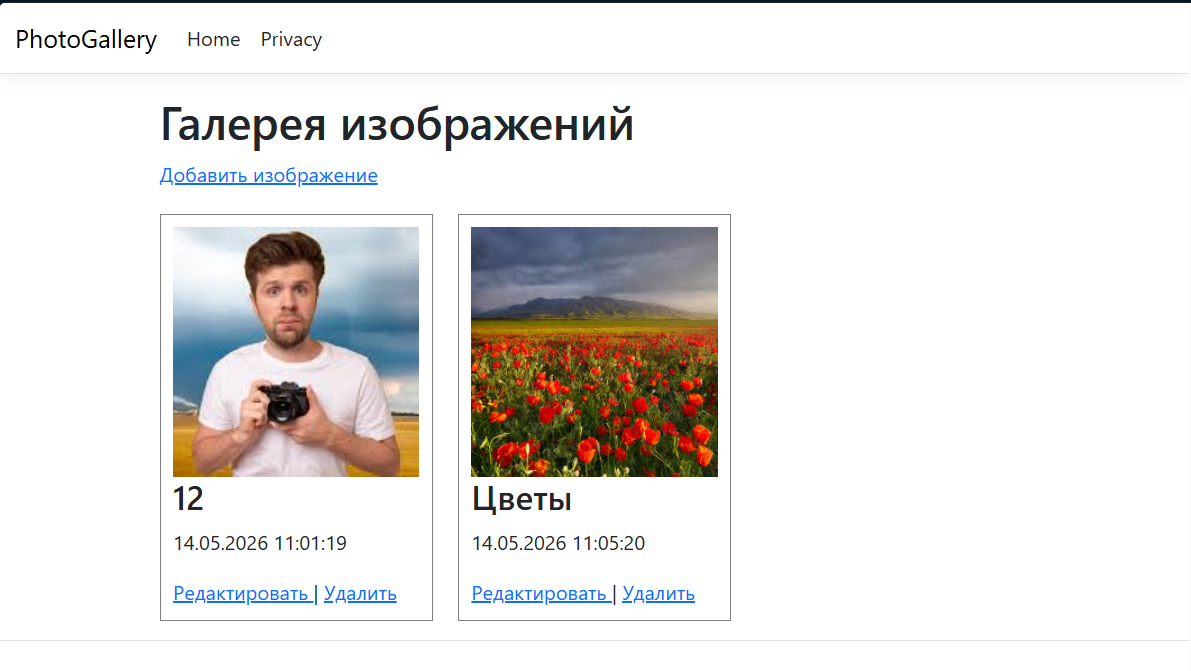 PhotoGallery Home Privacy
Галерея изображений
Добавить изображение
12
14.05.2026 11:01:19
Редактировать | Удалить
Цветы
14.05.2026 11:05:20
Редактировать | Удалить